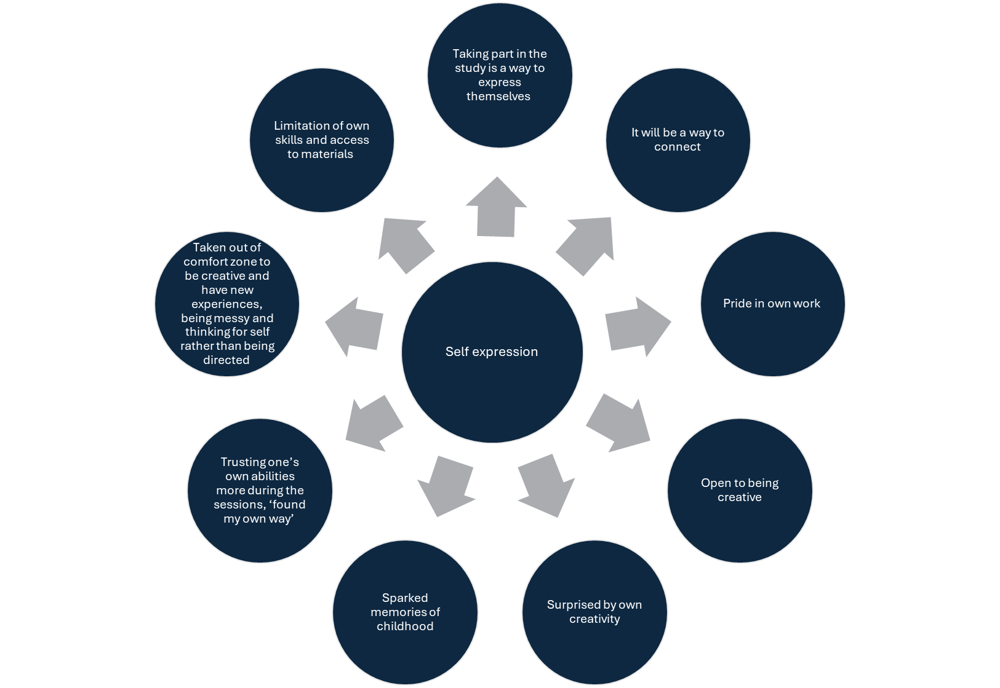 Taking part in the
study is a way to
express
themselves
It will be a way to
connect
Pride in own work
Open to being
creative
Surprised by own
creativity
Sparked
memories of
childhood
Trusting one’s
own abilities
more during the
sessions, ‘found
my own way’
Taken out of
comfort zone to
be creative and
have new
experiences,
being messy and
thinking for self
rather than being
directed
Limitation of own
skills and access
to materials
Self expression